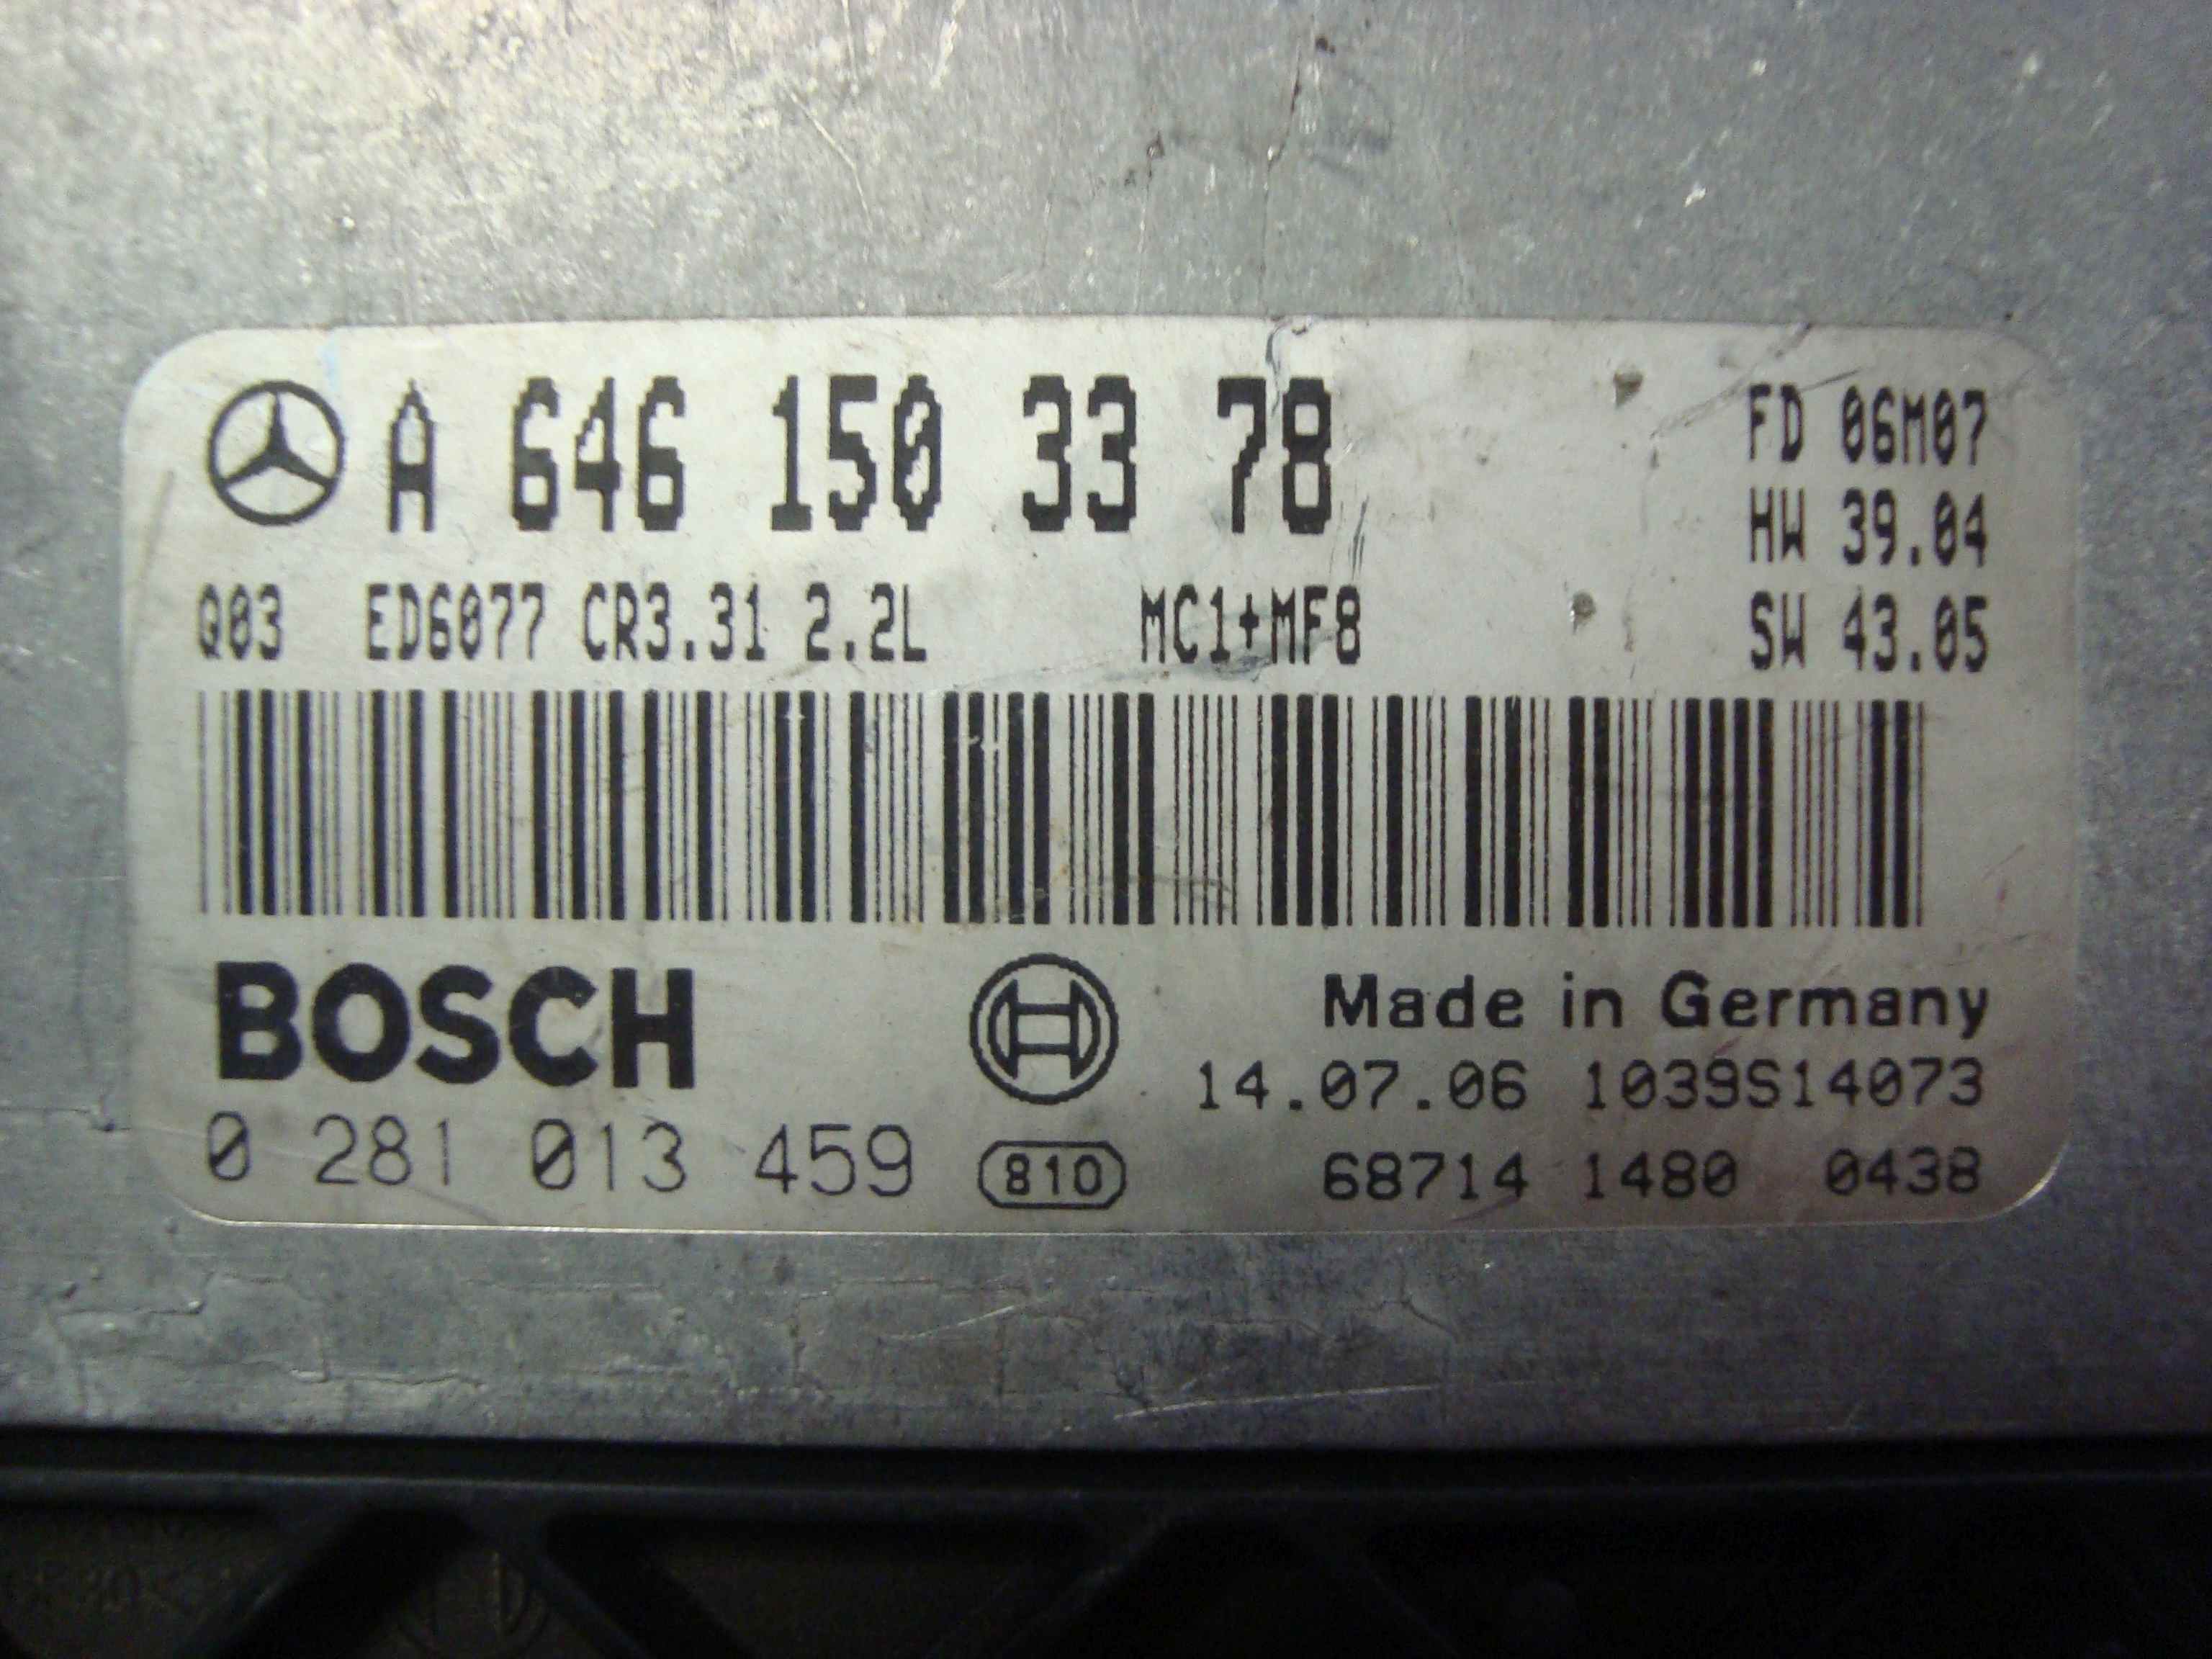 A 646 150 33 78
FD 06M07
HW 39.04
Q03 ED6077 CR3.31 2.2L MC1+MF8 SW 43.05
BOSCH
Made in Germany
14.07.06 1039S14073
0 281 013 459 810 68714 1480 0438